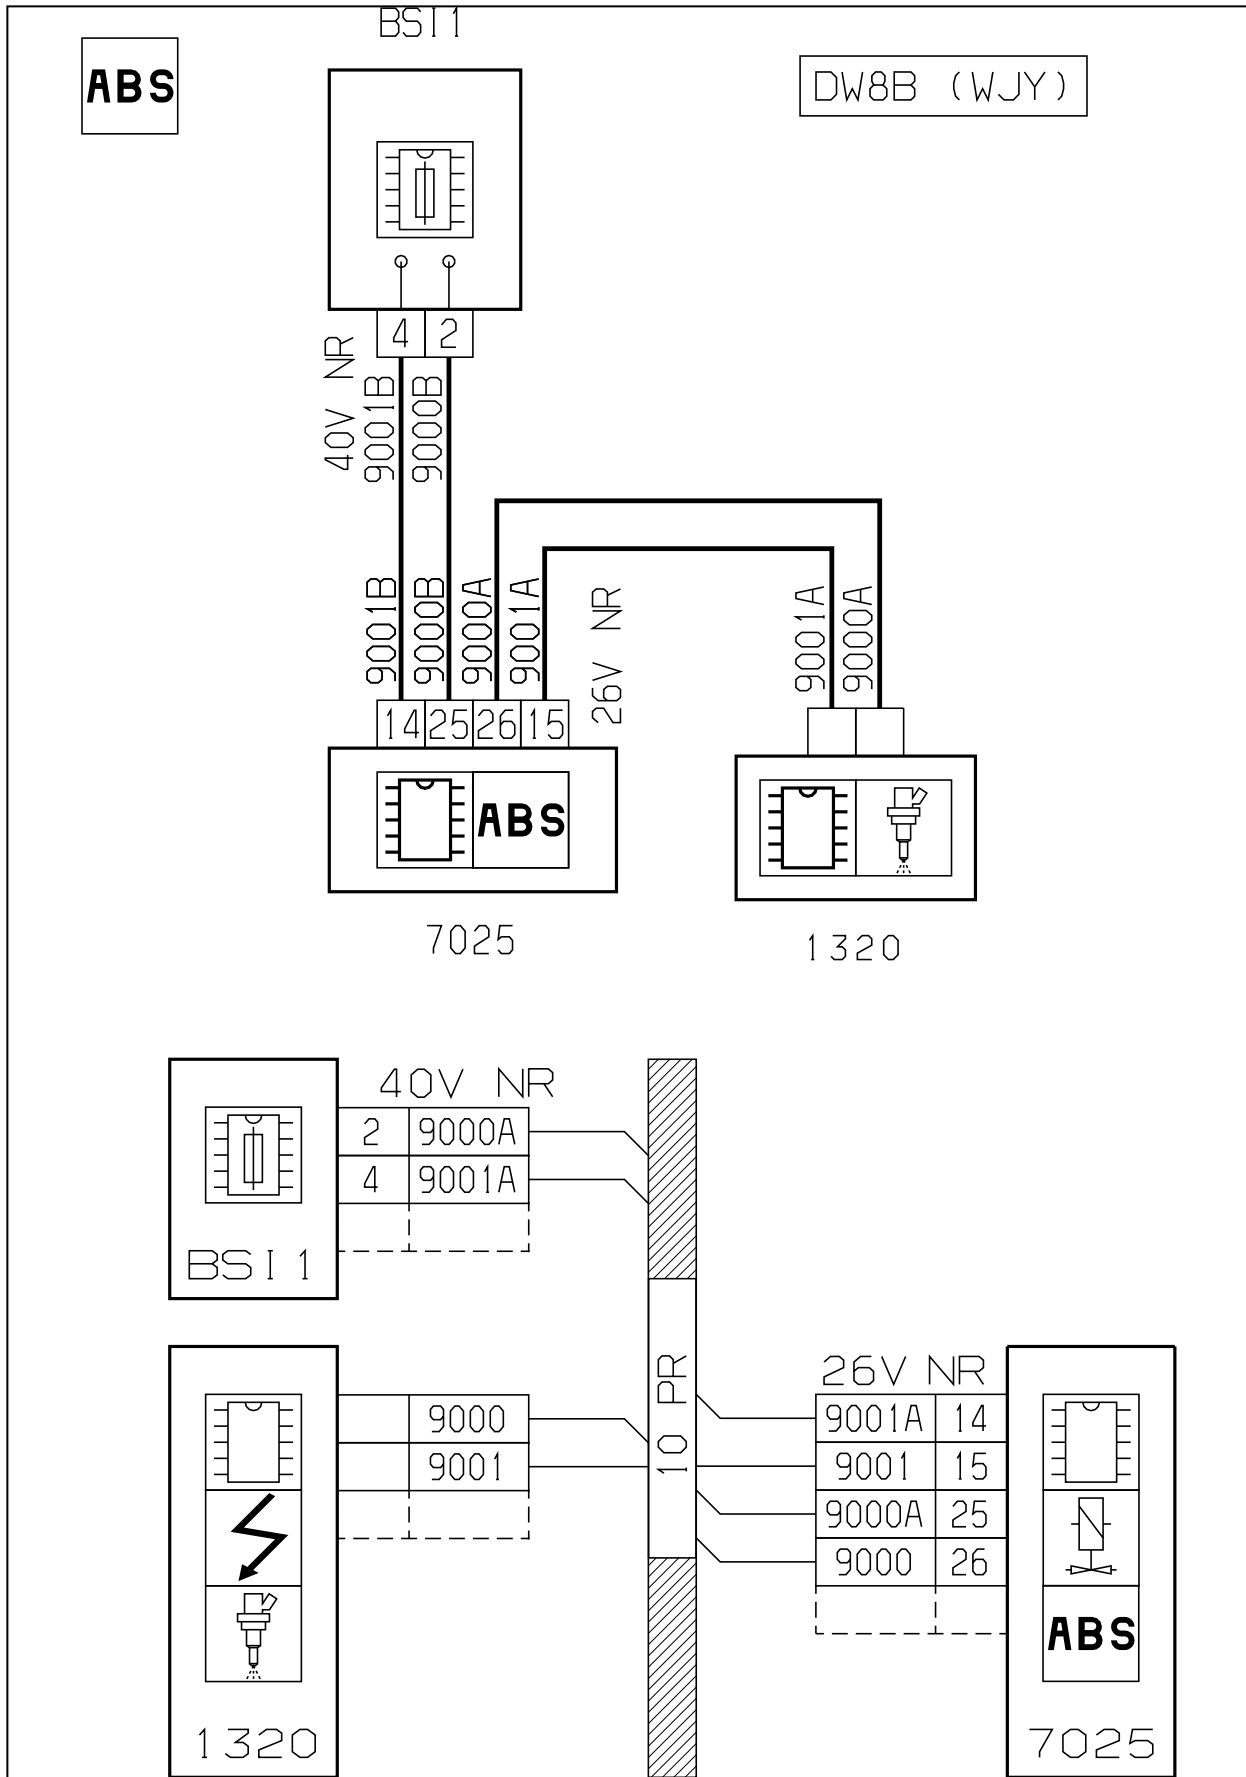 BSI1
ABS
DW8B (WJY)
4 2
40V NR
9001B 9000B
9001B 9000B 9000A 9001A
26V NR
9001A 9000A
14 25 26 15
ABS
7025
1320
40V NR
2 9000A
4 9001A
BSI1
10 PR
26V NR
9000
9001A 14
9001
9001 15
9000A 25
9000 26
ABS
1320
7025